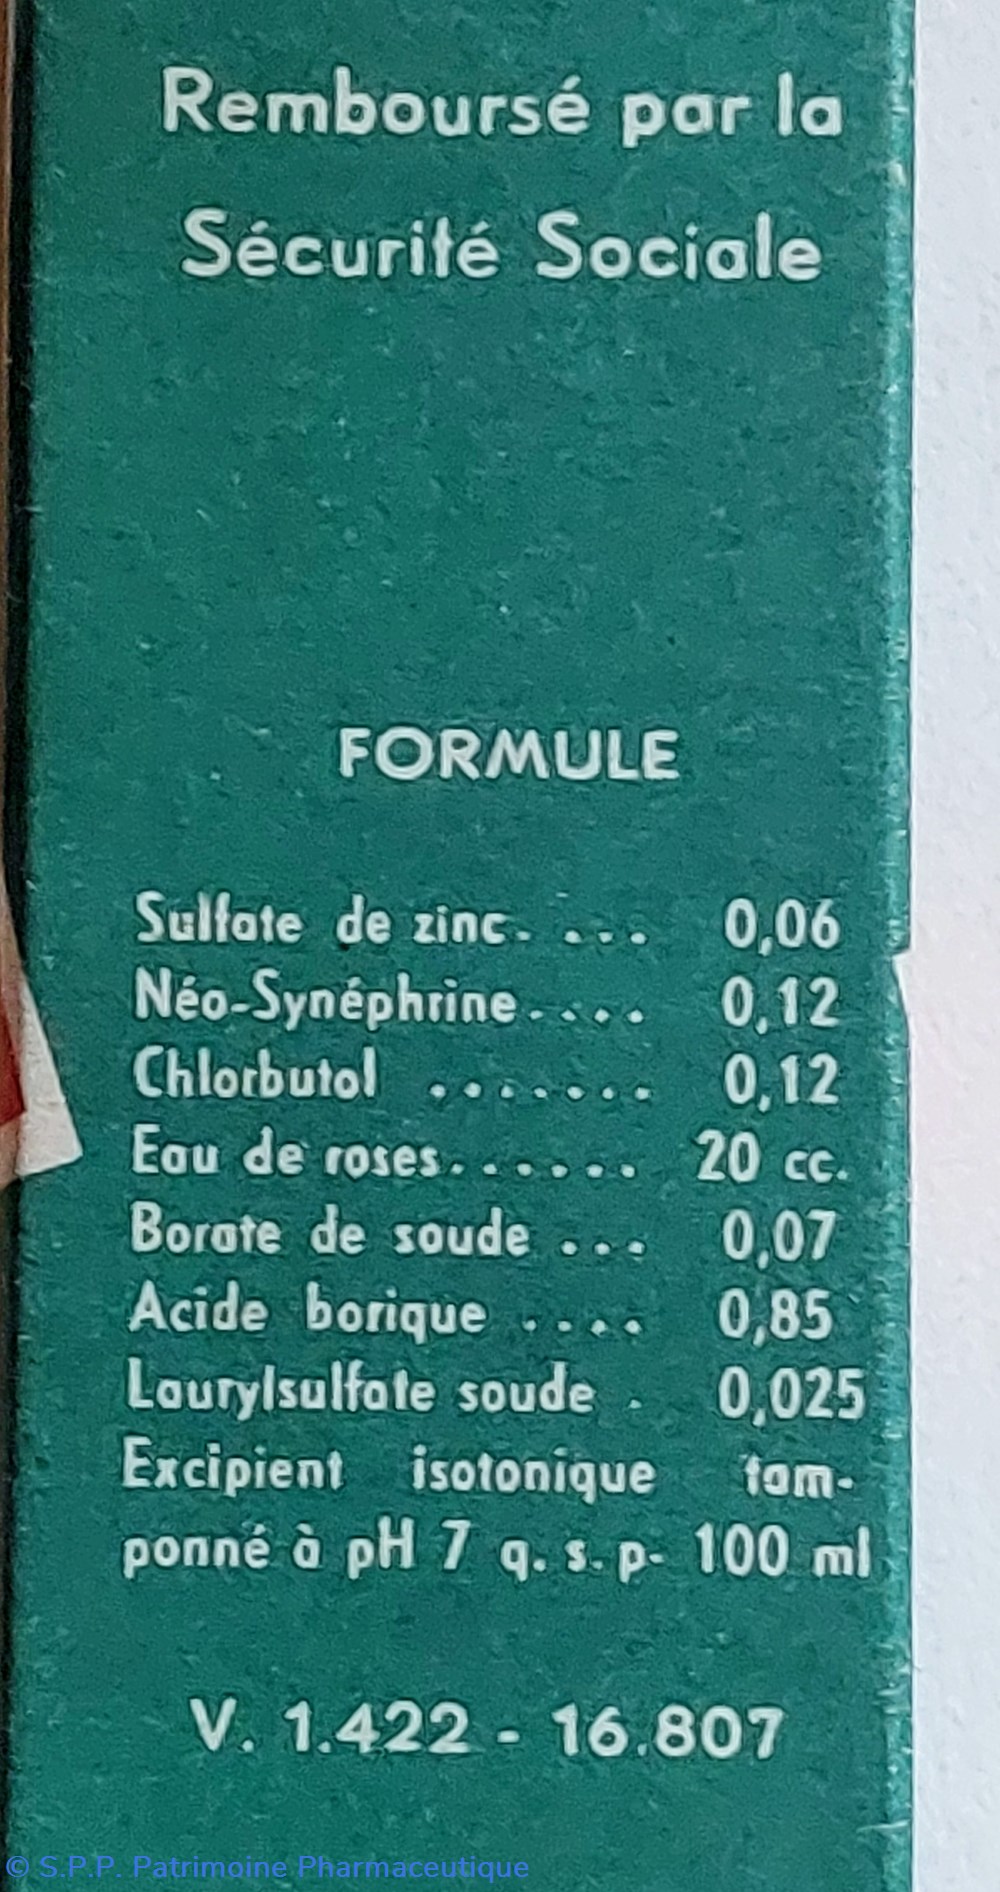 Remboursé par la
Sécurité Sociale
FORMULE
Sulfate de zinc. ... 0,06
Néo-Synéphrine.... 0,12
Chlorbutol ....... 0,12
Eau de roses...... 20 cc.
Borate de soude ... 0,07
Acide borique .... 0,85
Laurylsulfate soude . 0,025
Excipient isotonique tam-
ponné à pH 7 q. s. p. 100 ml
V. 1.422 - 16.807
© S.P.P. Patrimoine Pharmaceutique